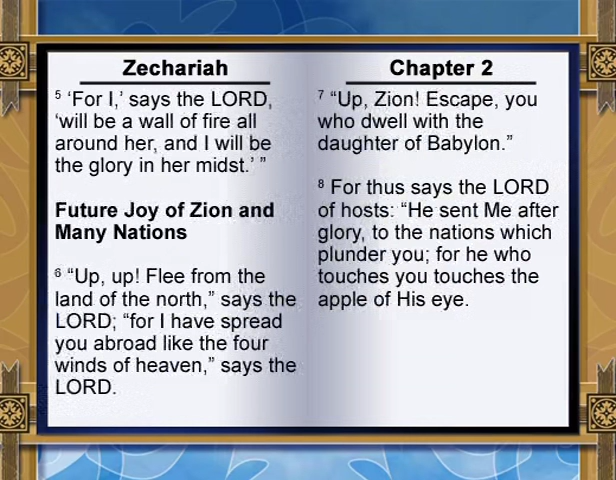 Zechariah
⁵ ‘For I,’ says the LORD,
‘will be a wall of fire all
around her, and I will be
the glory in her midst.’ ”
Future Joy of Zion and
Many Nations
⁶ “Up, up! Flee from the
land of the north,” says the
LORD; “for I have spread
you abroad like the four
winds of heaven,” says the
LORD.
Chapter 2
⁷ “Up, Zion! Escape, you
who dwell with the
daughter of Babylon.”
⁸ For thus says the LORD
of hosts: “He sent Me after
glory, to the nations which
plunder you; for he who
touches you touches the
apple of His eye.